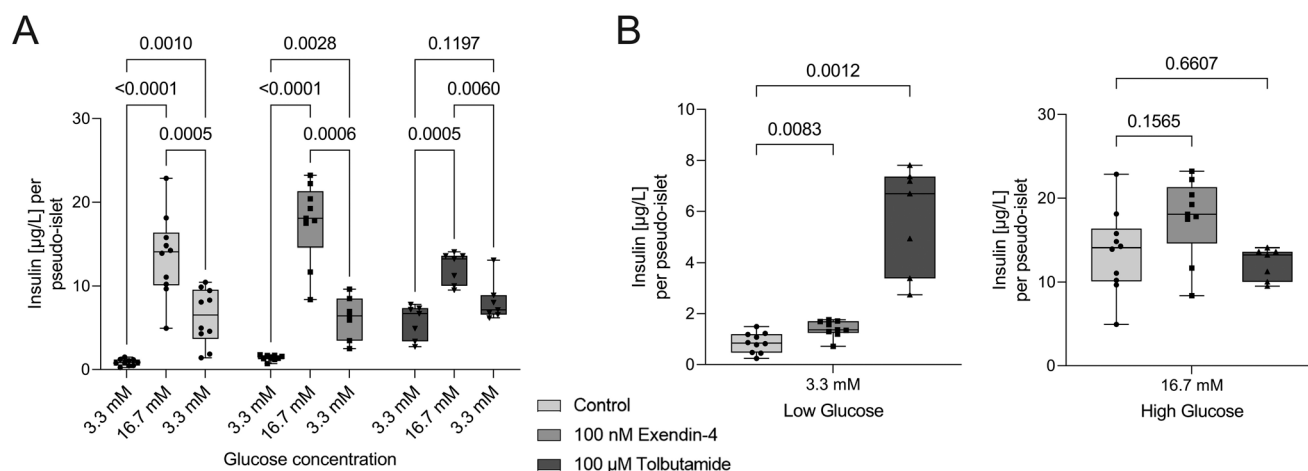 A
0.0010
0.0028
0.1197
<0.0001
<0.0001
0.0060
0.0005
0.0006
0.0005
Insulin [µg/L] per
pseudo-islet
30
20
10
0
3.3 mM
16.7 mM
3.3 mM
3.3 mM
16.7 mM
3.3 mM
3.3 mM
16.7 mM
3.3 mM
Glucose concentration
Control
100 nM Exendin-4
100 µM Tolbutamide
B
0.0012
0.0083
Insulin [µg/L]
per pseudo-islet
10
8
6
4
2
0
3.3 mM
Low Glucose
0.6607
0.1565
Insulin [µg/L]
per pseudo-islet
30
20
10
0
16.7 mM
High Glucose